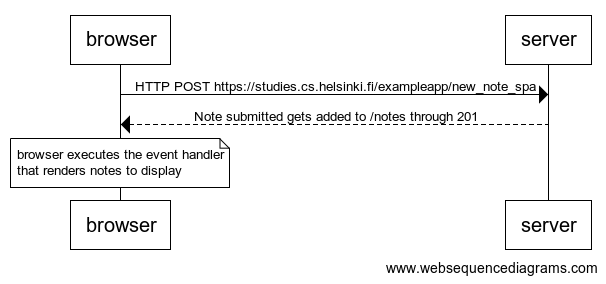 browser
server
HTTP POST https://studies.cs.helsinki.fi/exampleapp/new_note_spa
Note submitted gets added to /notes through 201
browser executes the event handler
that renders notes to display
browser
server
www.websequencediagrams.com